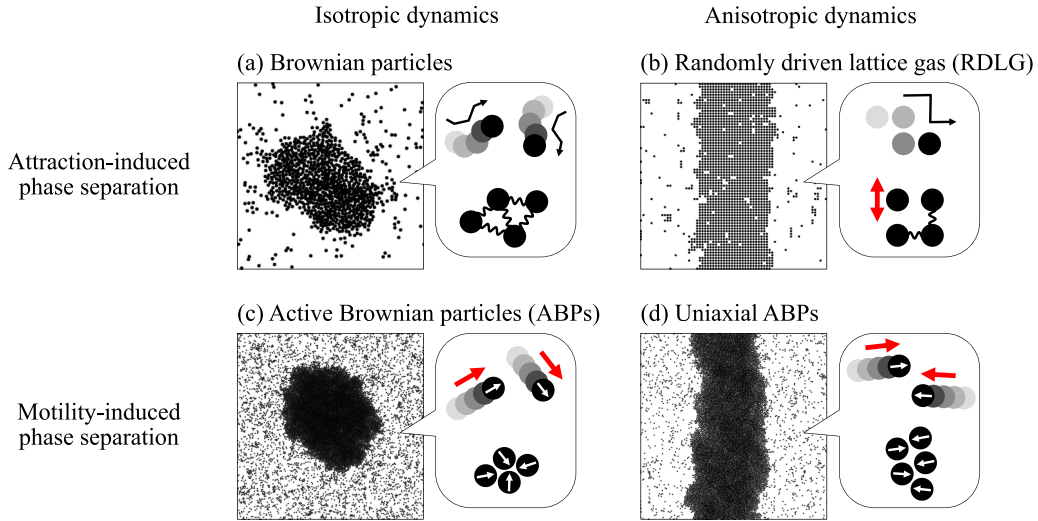 Isotropic dynamics
Anisotropic dynamics
(a) Brownian particles
(b) Randomly driven lattice gas (RDLG)
Attraction-induced
phase separation
(c) Active Brownian particles (ABPs)
(d) Uniaxial ABPs
Motility-induced
phase separation